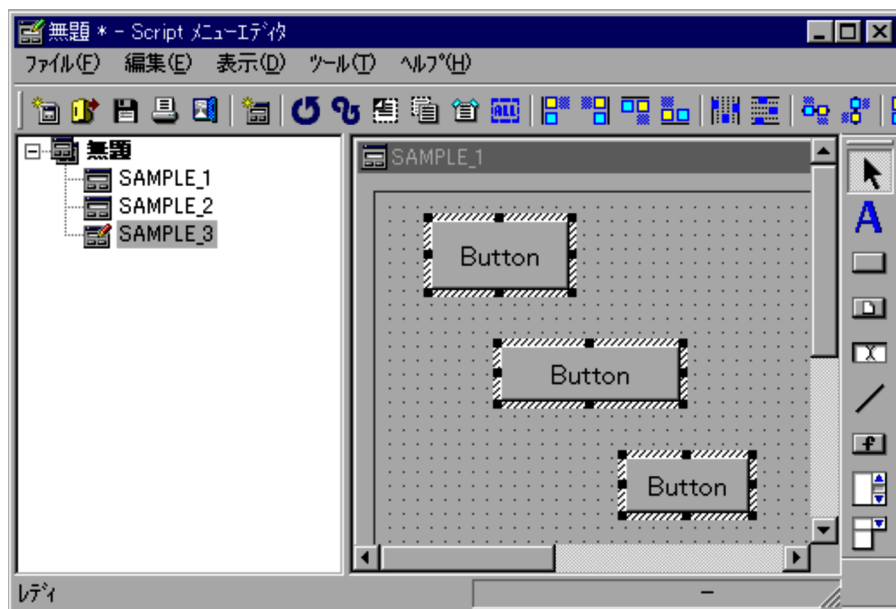 無題 * - Script ﾒﾆｭｰｴﾃﾞｨﾀ
ﾌｧｲﾙ(F) 編集(E) 表示(D) ﾂｰﾙ(T) ﾍﾙﾌﾟ(H)
ALL
無題
SAMPLE_1
SAMPLE_2
SAMPLE_3
SAMPLE_1
Button
Button
Button
A
f
ﾚﾃﾞｨ